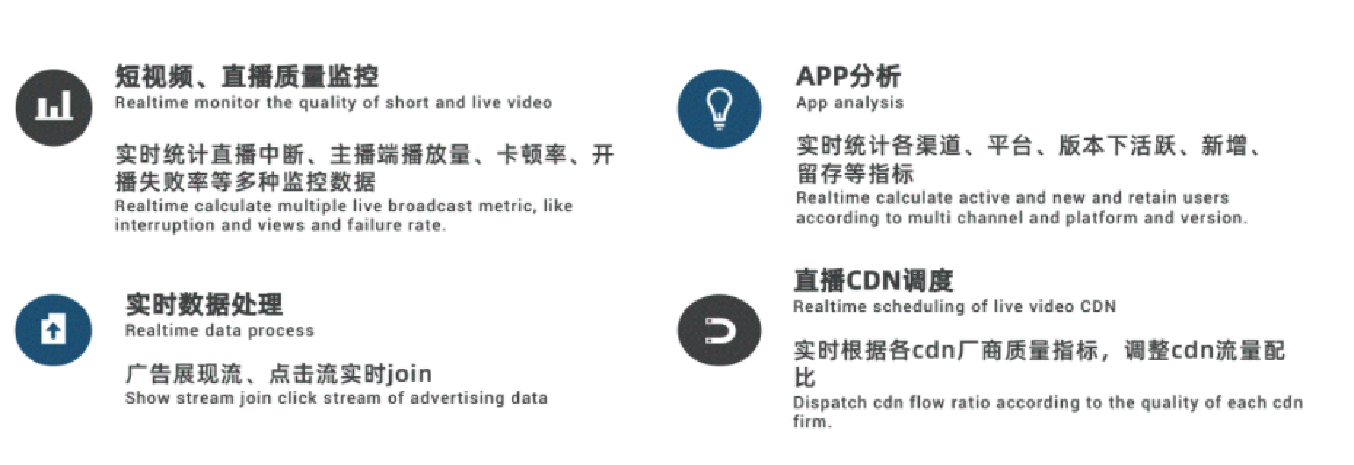 短视频、直播质量监控
Realtime monitor the quality of short and live video
实时统计直播中断、主播端播放量、卡顿率、开
播失败率等多种监控数据
Realtime calculate multiple live broadcast metric, like
interruption and views and failure rate.
实时数据处理
Realtime data process
广告展现流、点击流实时join
Show stream join click stream of advertising data
APP分析
App analysis
实时统计各渠道、平台、版本下活跃、新增、
留存等指标
Realtime calculate active and new and retain users
according to multi channel and platform and version.
直播CDN调度
Realtime scheduling of live video CDN
实时根据各cdn厂商质量指标，调整cdn流量配
比
Dispatch cdn flow ratio according to the quality of each cdn
firm.